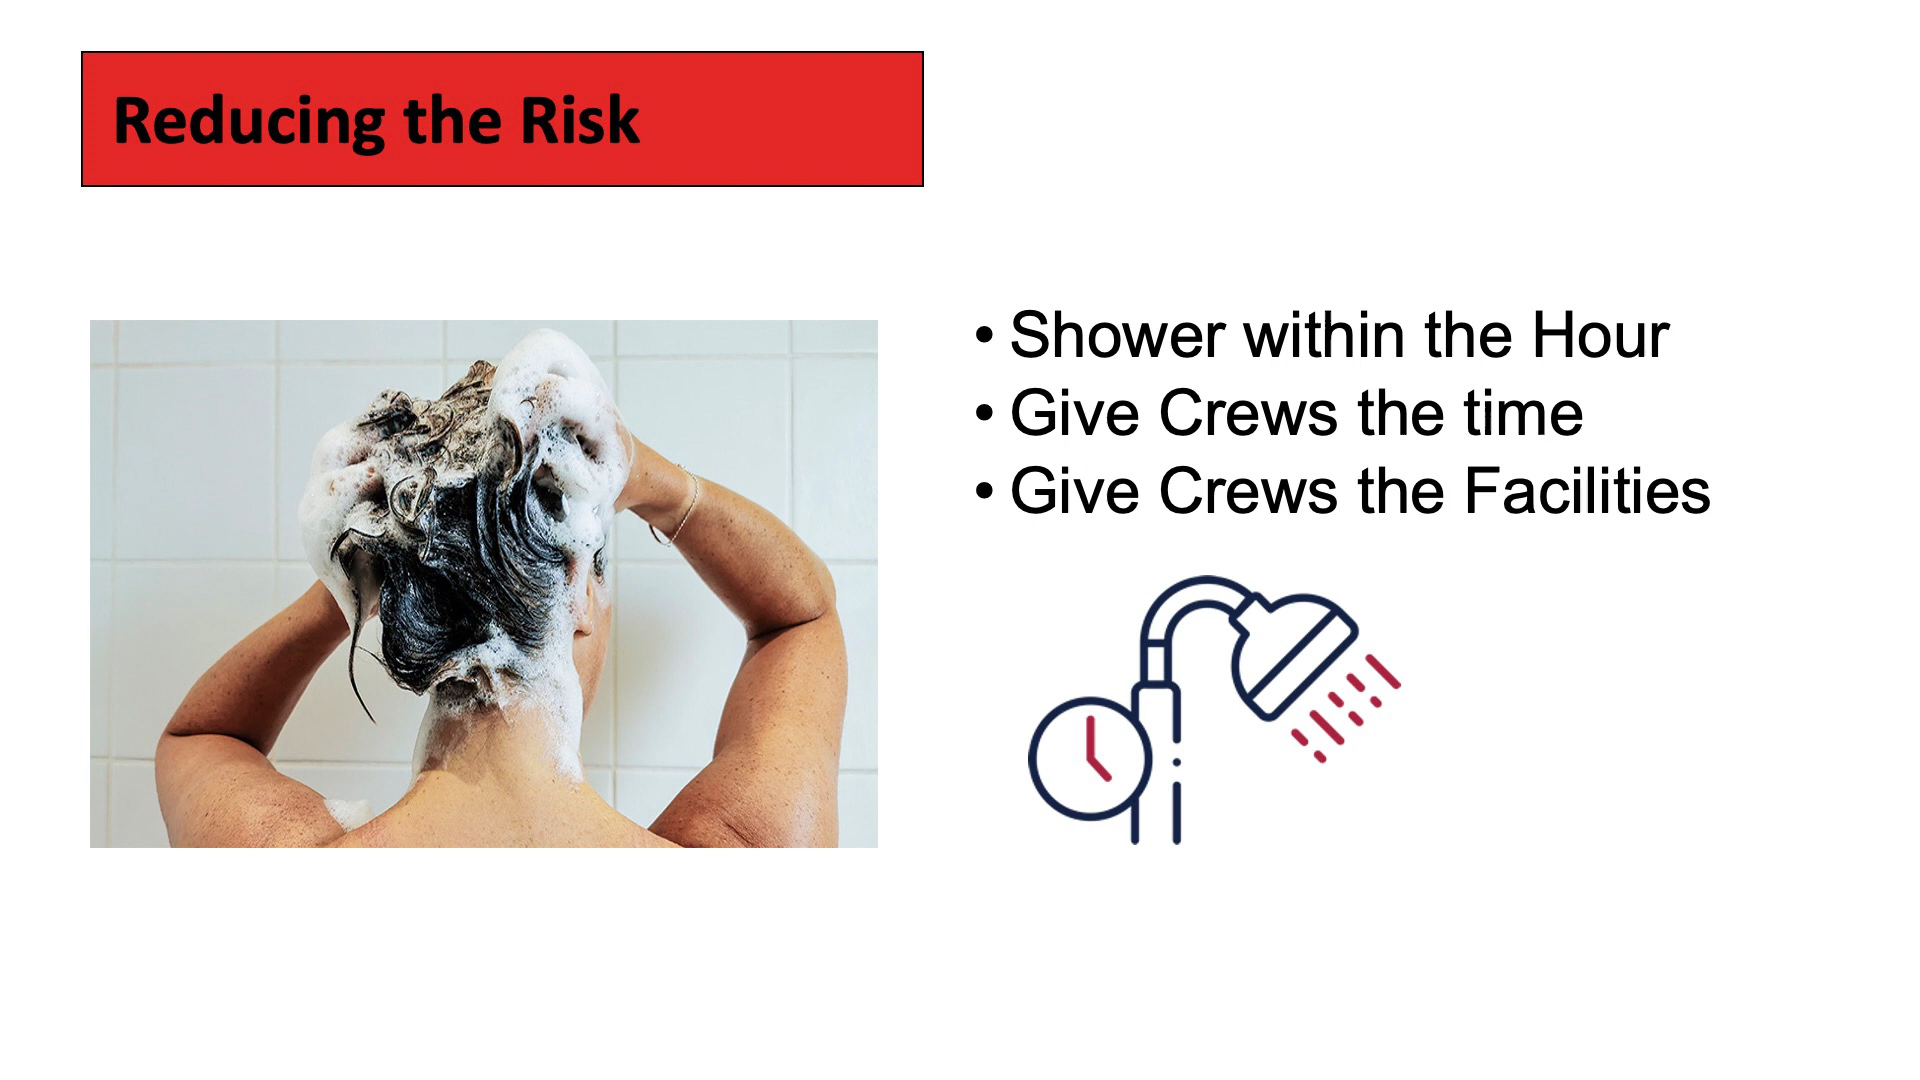 Reducing the Risk
• Shower within the Hour
• Give Crews the time
• Give Crews the Facilities